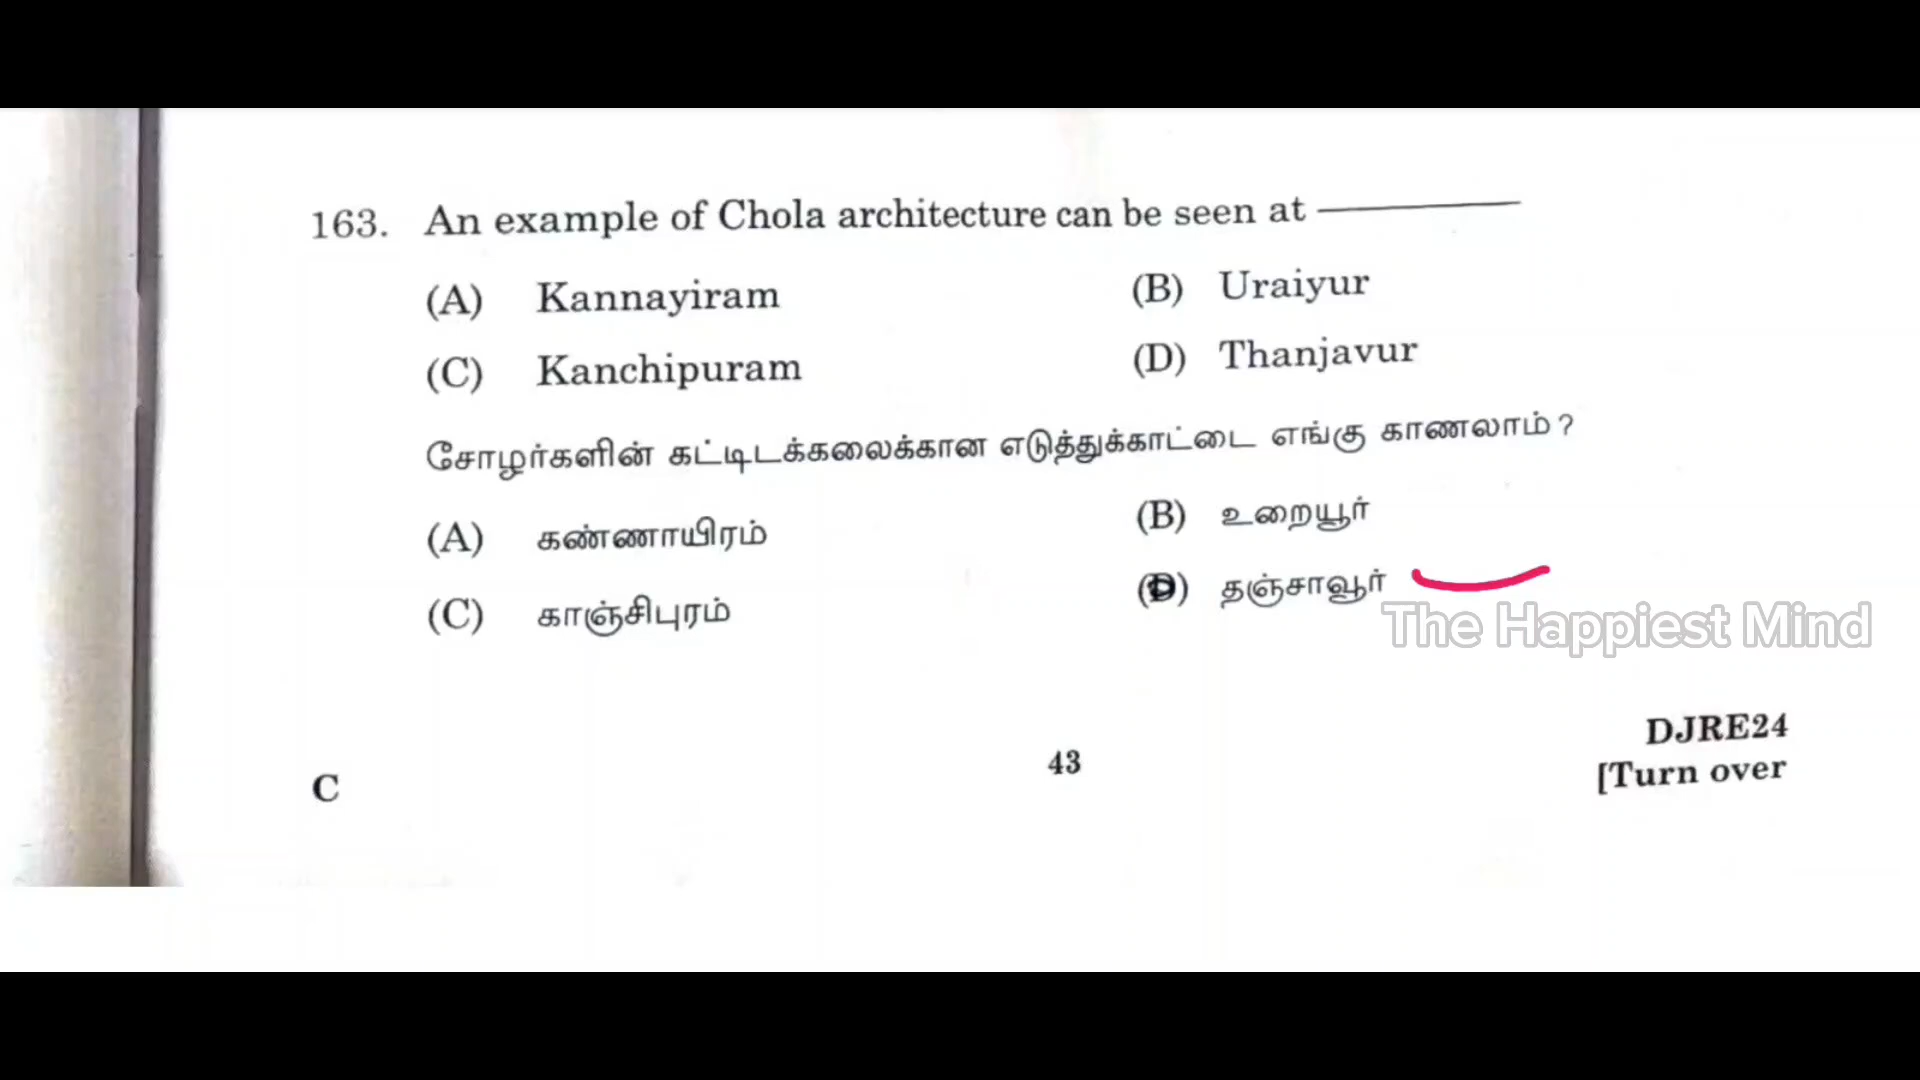 163. An example of Chola architecture can be seen at
(A) Kannayiram (B) Uraiyur
(C) Kanchipuram (D) Thanjavur
சோழர்களின் கட்டிடக்கலைக்கான எடுத்துக்காட்டை எங்கு காணலாம்?
(A) கண்ணாயிரம் (B) உறையூர்
(C) காஞ்சிபுரம் (D) தஞ்சாவூர்
The Happiest Mind
DJRE24
C 43 [Turn over